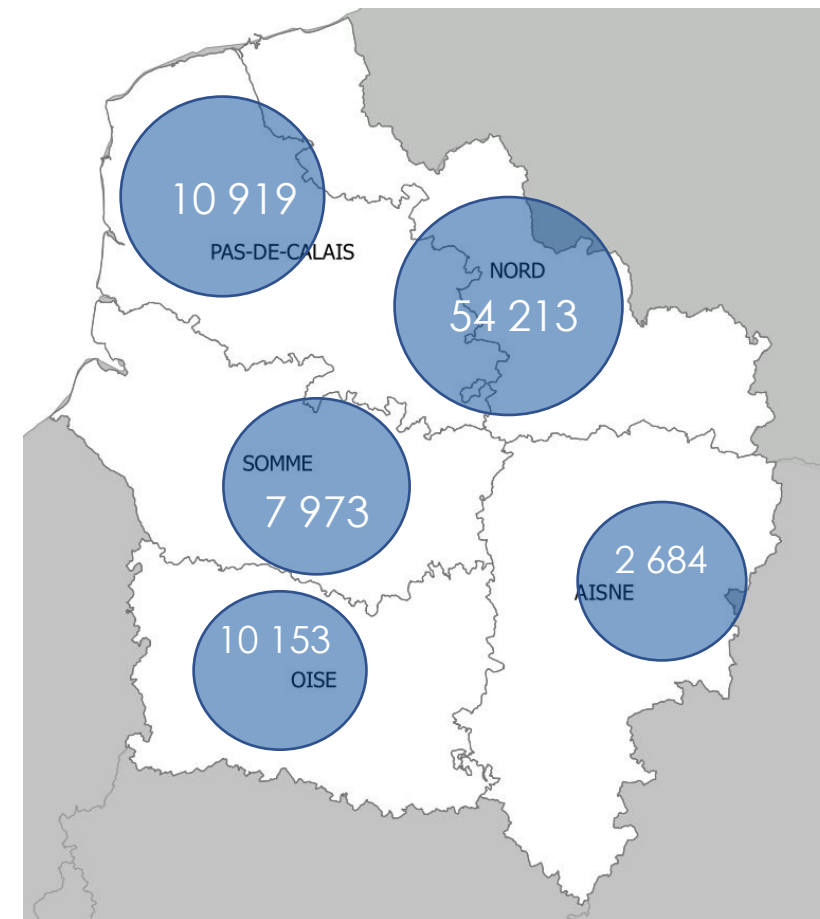 10 919
PAS-DE-CALAIS
NORD
54 213
SOMME
7 973
2 684
AISNE
10 153
OISE